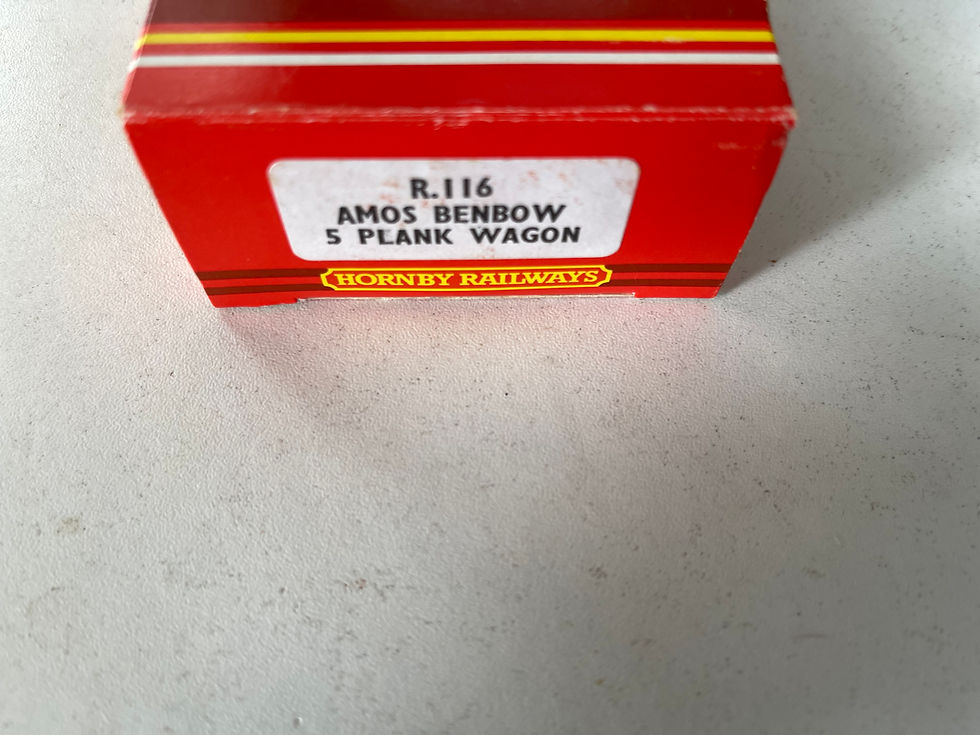 R.116
AMOS BENBOW
5 PLANK WAGON
HORNBY RAILWAYS